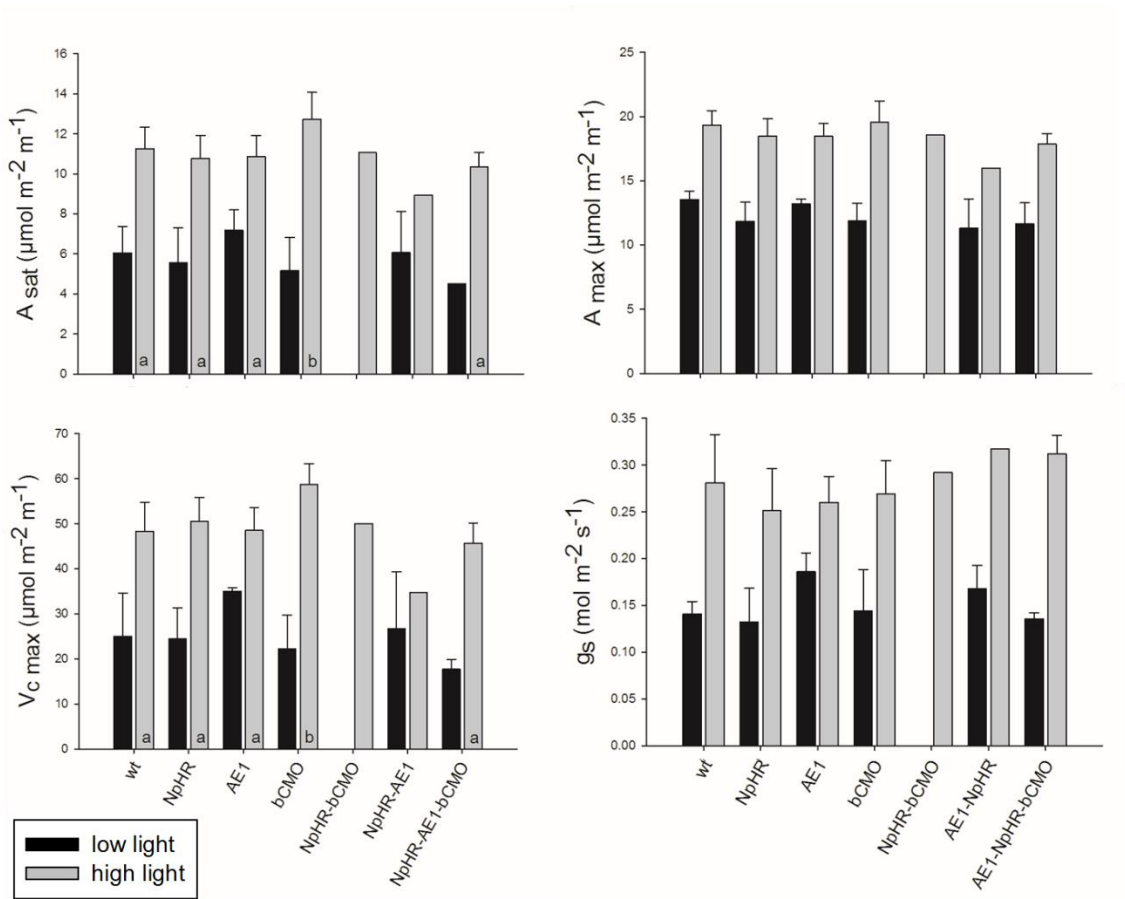 A sat (µmol m-2 m-1)
16
14
12
10
8
6
4
2
0
a a a b a
A max (µmol m-2 m-1)
25
20
15
10
5
0
Vc max (µmol m-2 m-1)
70
60
50
40
30
20
10
0
a a a b a
wt
NpHR
AE1
bCMO
NpHR-bCMO
NpHR-AE1
NpHR-AE1-bCMO
gs (mol m-2 s-1)
0.35
0.30
0.25
0.20
0.15
0.10
0.05
0.00
wt
NpHR
AE1
bCMO
NpHR-bCMO
AE1-NpHR
AE1-NpHR-bCMO
low light
high light